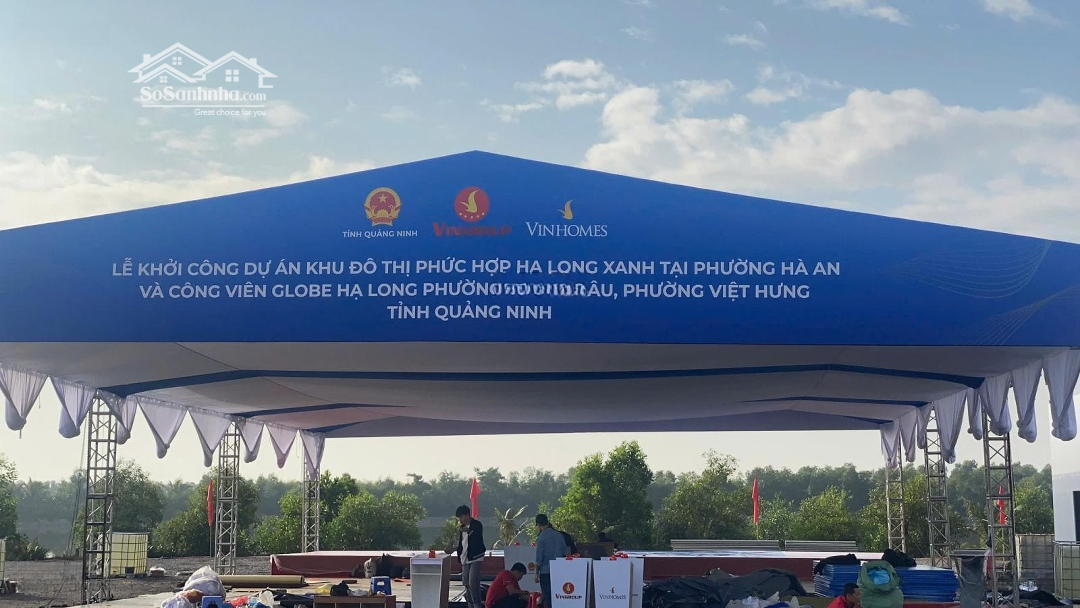 SoSanhnha.com
Great choice for you
TỈNH QUẢNG NINH
VINGROUP
VINHOMES
LỄ KHỞI CÔNG DỰ ÁN KHU ĐÔ THỊ PHỨC HỢP HẠ LONG XANH TẠI PHƯỜNG HÀ AN
VÀ CÔNG VIÊN GLOBE HẠ LONG PHƯỜNG RÂU, PHƯỜNG VIỆT HƯNG
TỈNH QUẢNG NINH
VINGROUP
VINHOMES